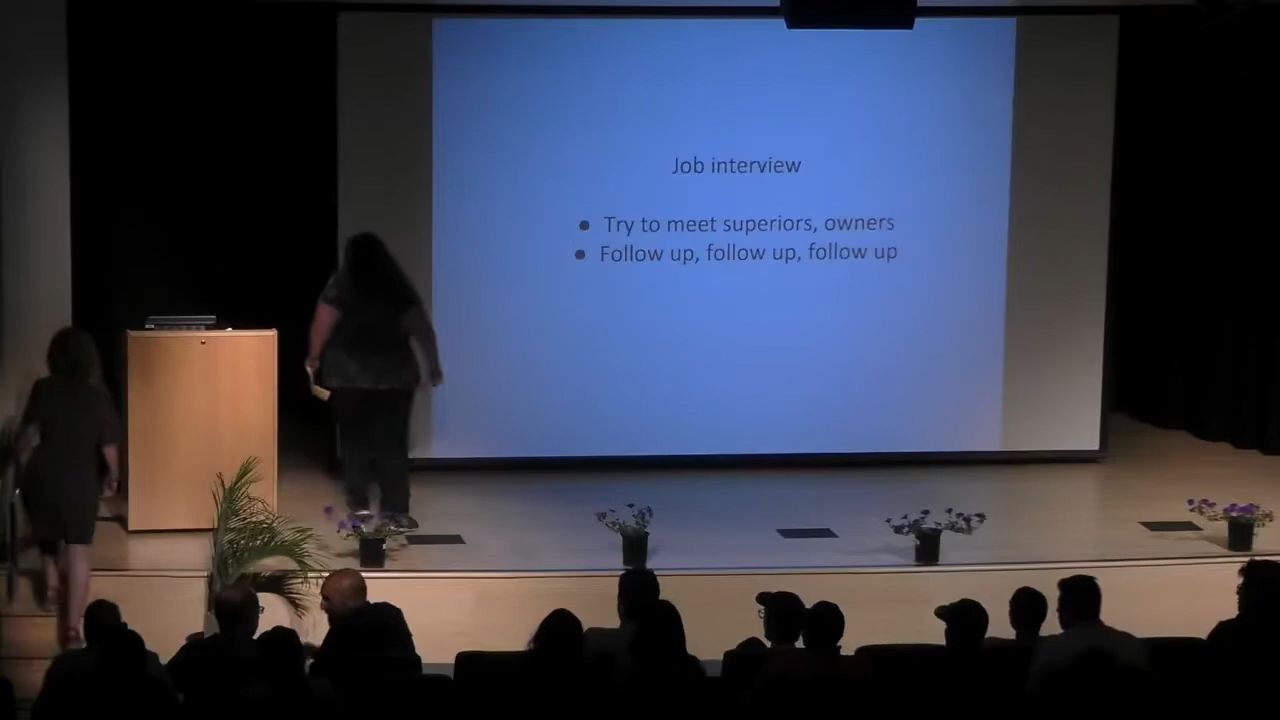 Job interview
● Try to meet superiors, owners
● Follow up, follow up, follow up